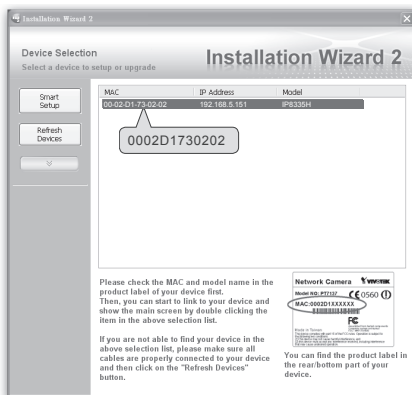 Installation Wizard 2
Device Selection
Select a device to setup or upgrade
Installation Wizard 2
Smart
Setup
Refresh
Devices
MAC IP Address Model
00-02-D1-73-02-02 192.168.5.151 IP8335H
0002D1730202
Please check the MAC and model name in the
product label of your device first.
Then, you can start to link to your device and
show the main screen by double clicking the
item in the above selection list.
If you are not able to find your device in the
above selection list, please make sure all
cables are properly connected to your device
and then click on the "Refresh Devices"
button.
Network Camera VIVOTEK
Model NO: PT7137
CE 0560
MAC:0002D1XXXXXX
FC
Made in Taiwan
You can find the product label in
the rear/bottom part of your
device.